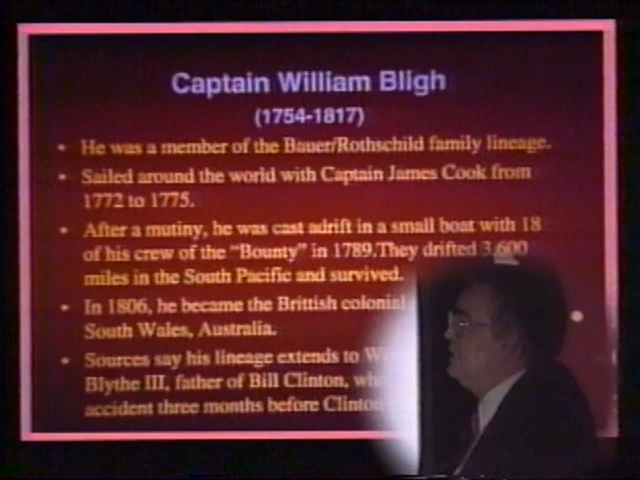 Captain William Bligh
(1754-1817)
• He was a member of the Bauer/Rothschild family lineage.
• Sailed around the world with Captain James Cook from
1772 to 1775.
• After a mutiny, he was cast adrift in a small boat with 18
of his crew of the “Bounty” in 1789.They drifted 3,600
miles in the South Pacific and survived.
• In 1806, he became the Brittish colonial
South Wales, Australia.
• Sources say his lineage extends to
Blythe III, father of Bill Clinton,
accident three months before Clinton